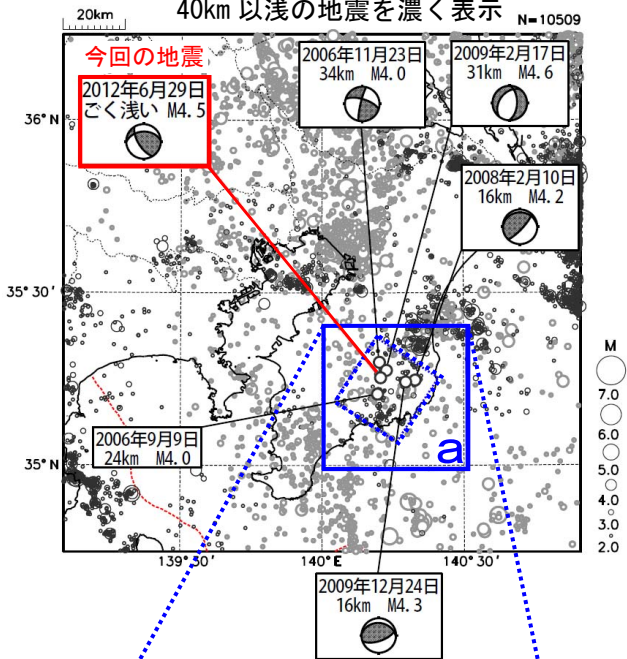 40km 以浅の地震を濃く表示
20km
N=10509
今回の地震
2012年6月29日
ごく浅い M4.5
2006年11月23日
34km M4.0
2009年2月17日
31km M4.6
2008年2月10日
16km M4.2
36°N
35°30'
35°N
2006年9月9日
24km M4.0
a
M
7.0
6.0
5.0
4.0
3.0
2.0
139°30'
140°E
140°30'
2009年12月24日
16km M4.3